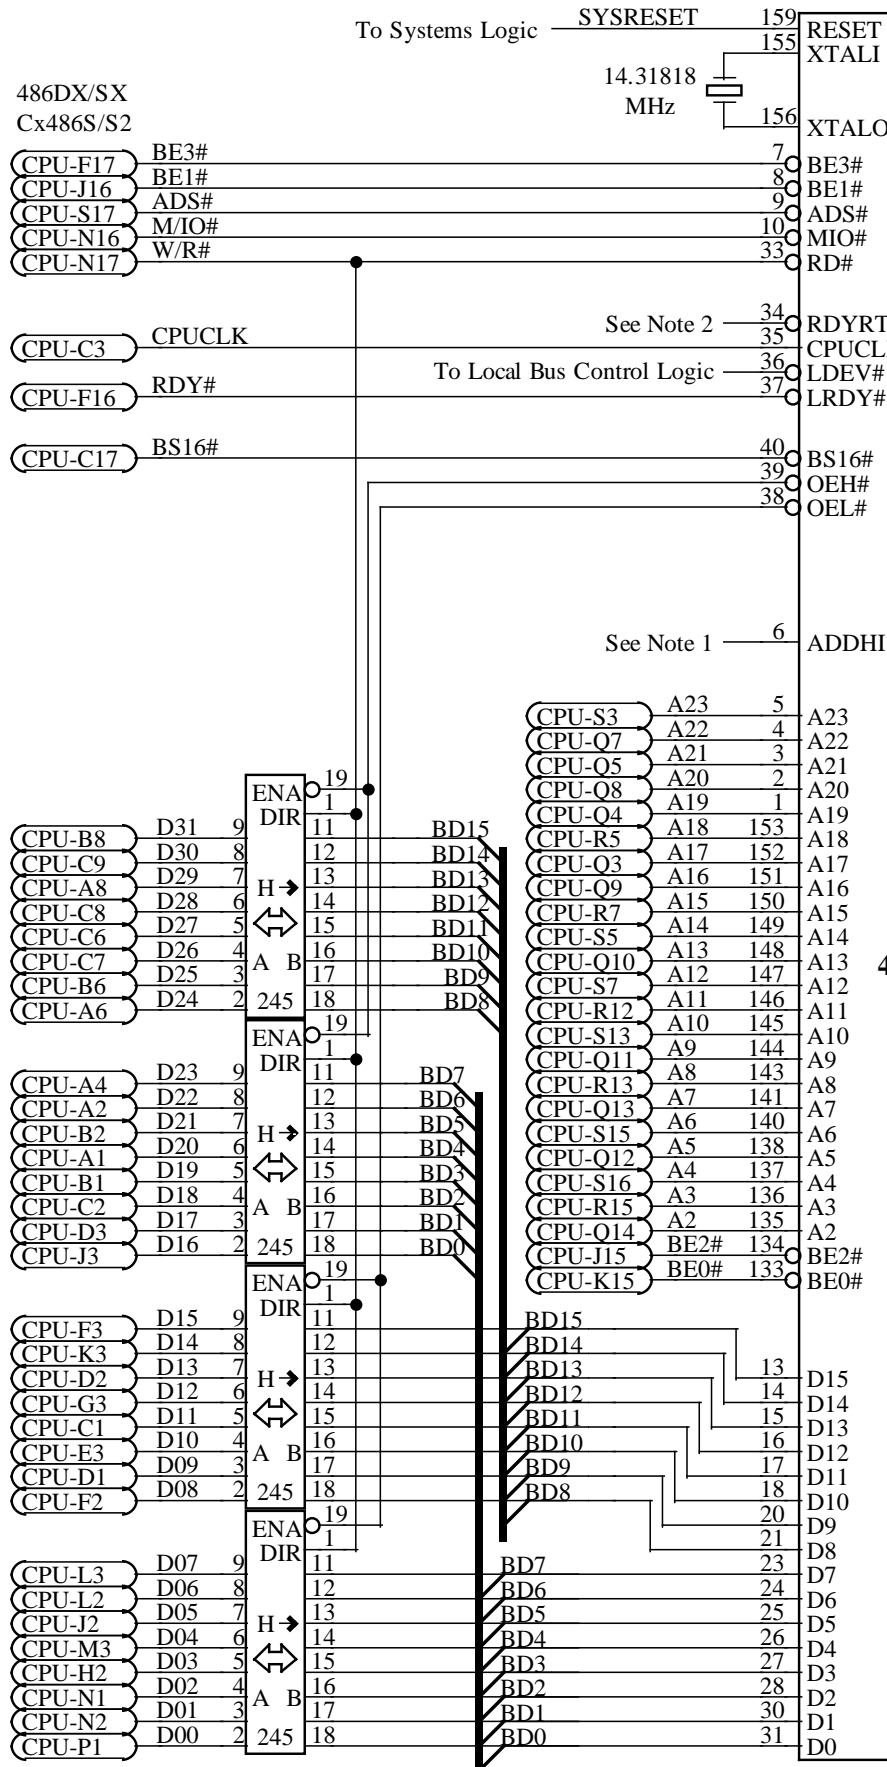 To Systems Logic SYSRESET 159 RESET
155 XTALI
14.31818
MHz
156 XTALO
486DX/SX
Cx486S/S2
CPU-F17 BE3# 7 BE3#
CPU-J16 BE1# 8 BE1#
CPU-S17 ADS# 9 ADS#
CPU-N16 M/IO# 10 MIO#
CPU-N17 W/R# 33 RD#
See Note 2 34 RDYRT
CPU-C3 CPUCLK 35 CPUCL
To Local Bus Control Logic 36 LDEV#
CPU-F16 RDY# 37 LRDY#
CPU-C17 BS16# 40 BS16#
39 OEH#
38 OEL#
See Note 1 6 ADDHI
CPU-S3 A23 5 A23
CPU-Q7 A22 4 A22
CPU-Q5 A21 3 A21
CPU-Q8 A20 2 A20
CPU-Q4 A19 1 A19
CPU-R5 A18 153 A18
CPU-Q3 A17 152 A17
CPU-Q9 A16 151 A16
CPU-R7 A15 150 A15
CPU-S5 A14 149 A14
CPU-Q10 A13 148 A13
4
CPU-S7 A12 147 A12
CPU-R12 A11 146 A11
CPU-S13 A10 145 A10
CPU-Q11 A9 144 A9
CPU-R13 A8 143 A8
CPU-Q13 A7 141 A7
CPU-S15 A6 140 A6
CPU-Q12 A5 138 A5
CPU-S16 A4 137 A4
CPU-R15 A3 136 A3
CPU-Q14 A2 135 A2
CPU-J15 BE2# 134 BE2#
CPU-K15 BE0# 133 BE0#
ENA 19
DIR 1
CPU-B8 D31 9 11 BD15
CPU-C9 D30 8 12 BD14
CPU-A8 D29 7 H 13 BD13
CPU-C8 D28 6 14 BD12
CPU-C6 D27 5 15 BD11
CPU-C7 D26 4 A B 16 BD10
CPU-B6 D25 3 17 BD9
CPU-A6 D24 2 245 18 BD8
ENA 19
DIR 1
CPU-A4 D23 9 11 BD7
CPU-A2 D22 8 12 BD6
CPU-B2 D21 7 H 13 BD5
CPU-A1 D20 6 14 BD4
CPU-B1 D19 5 15 BD3
CPU-C2 D18 4 A B 16 BD2
CPU-D3 D17 3 17 BD1
CPU-J3 D16 2 245 18 BD0
ENA 19
DIR 1
CPU-F3 D15 9 11 BD15 13 D15
CPU-K3 D14 8 12 BD14 14 D14
CPU-D2 D13 7 H 13 BD13 15 D13
CPU-G3 D12 6 14 BD12 16 D12
CPU-C1 D11 5 15 BD11 17 D11
CPU-E3 D10 4 A B 16 BD10 18 D10
CPU-D1 D09 3 17 BD9 20 D9
CPU-F2 D08 2 245 18 BD8 21 D8
ENA 19
DIR 1
CPU-L3 D07 9 11 BD7 23 D7
CPU-L2 D06 8 12 BD6 24 D6
CPU-J2 D05 7 H 13 BD5 25 D5
CPU-M3 D04 6 14 BD4 26 D4
CPU-H2 D03 5 15 BD3 27 D3
CPU-N1 D02 4 A B 16 BD2 28 D2
CPU-N2 D01 3 17 BD1 30 D1
CPU-P1 D00 2 245 18 BD0 31 D0